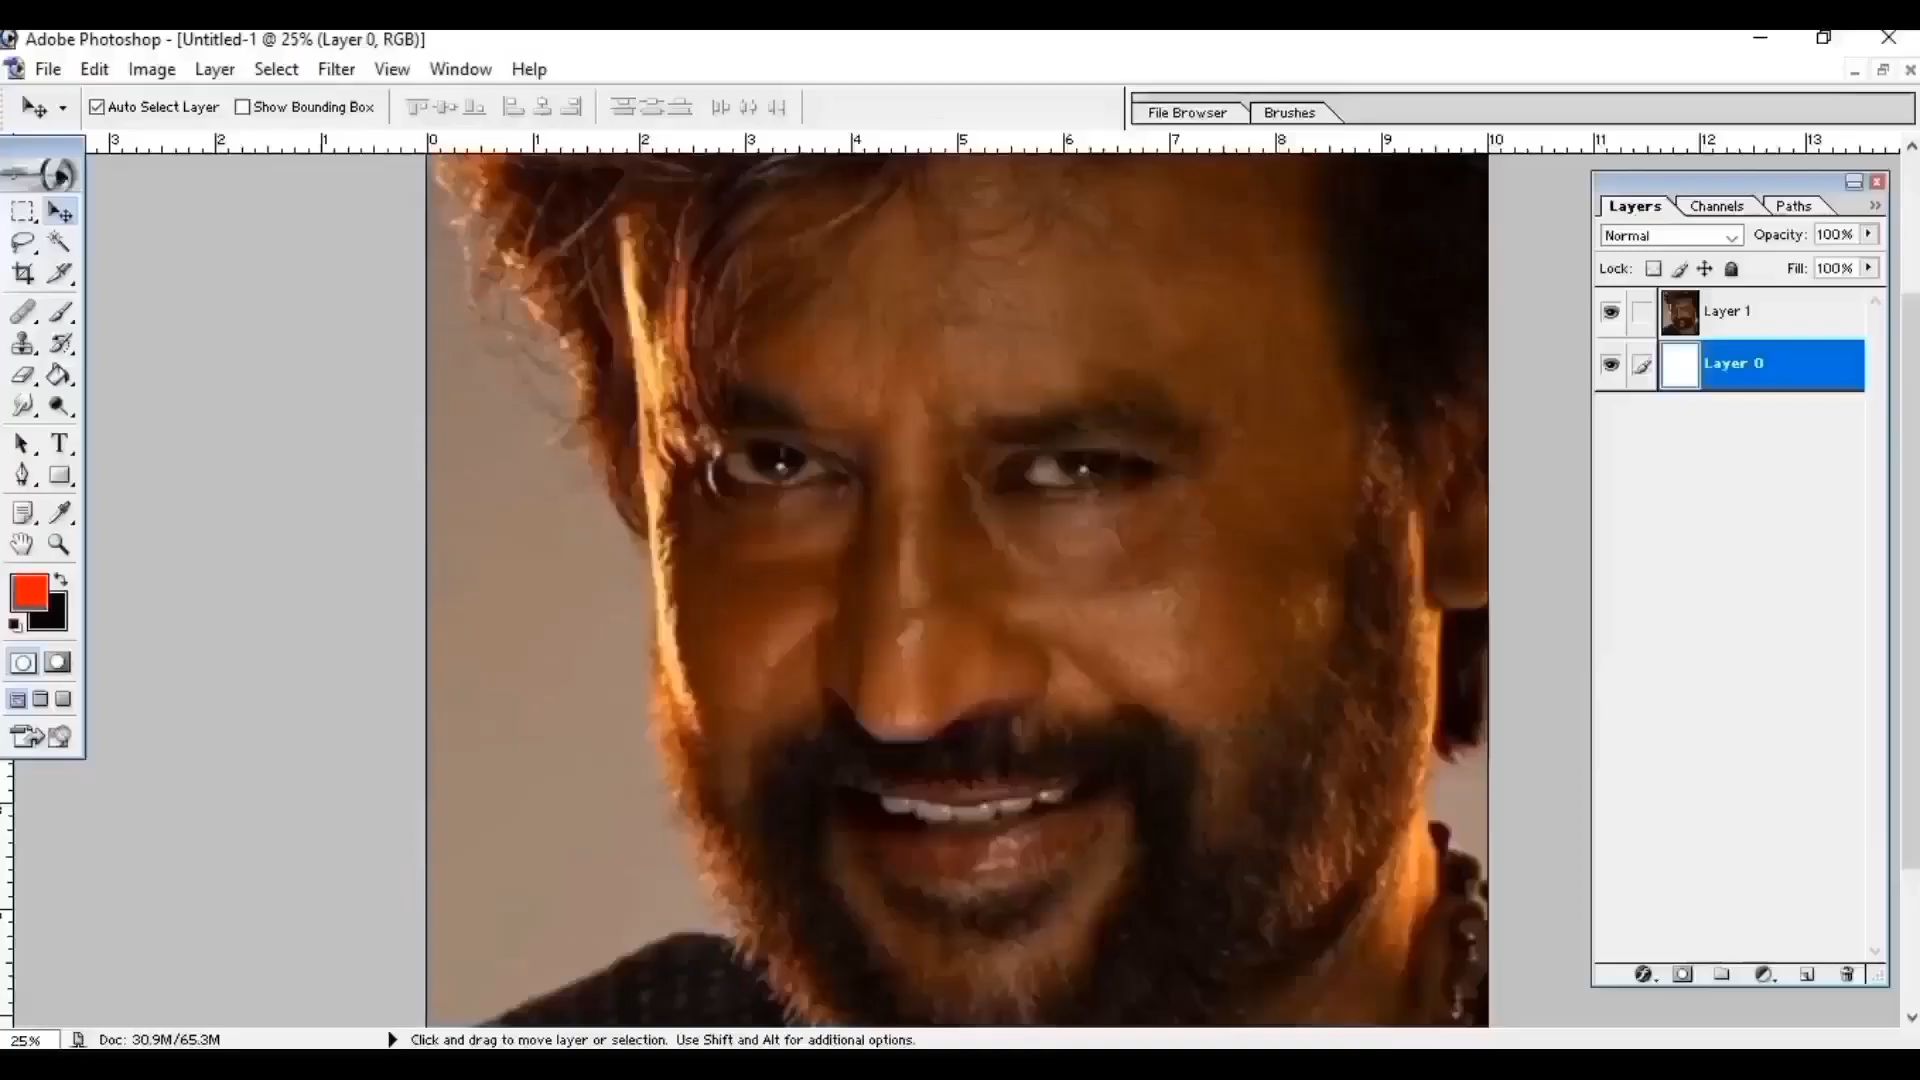 Adobe Photoshop - [Untitled-1 @ 25% (Layer 0, RGB)]
File Edit Image Layer Select Filter View Window Help
Auto Select Layer Show Bounding Box
File Browser Brushes
3 2 1 0 1 2 3 4 5 6 7 8 9 10 11 12 13
Layers Channels Paths
Normal Opacity: 100%
Lock: Fill: 100%
Layer 1
Layer 0
T
25% Doc: 30.9M/65.3M Click and drag to move layer or selection. Use Shift and Alt for additional options.